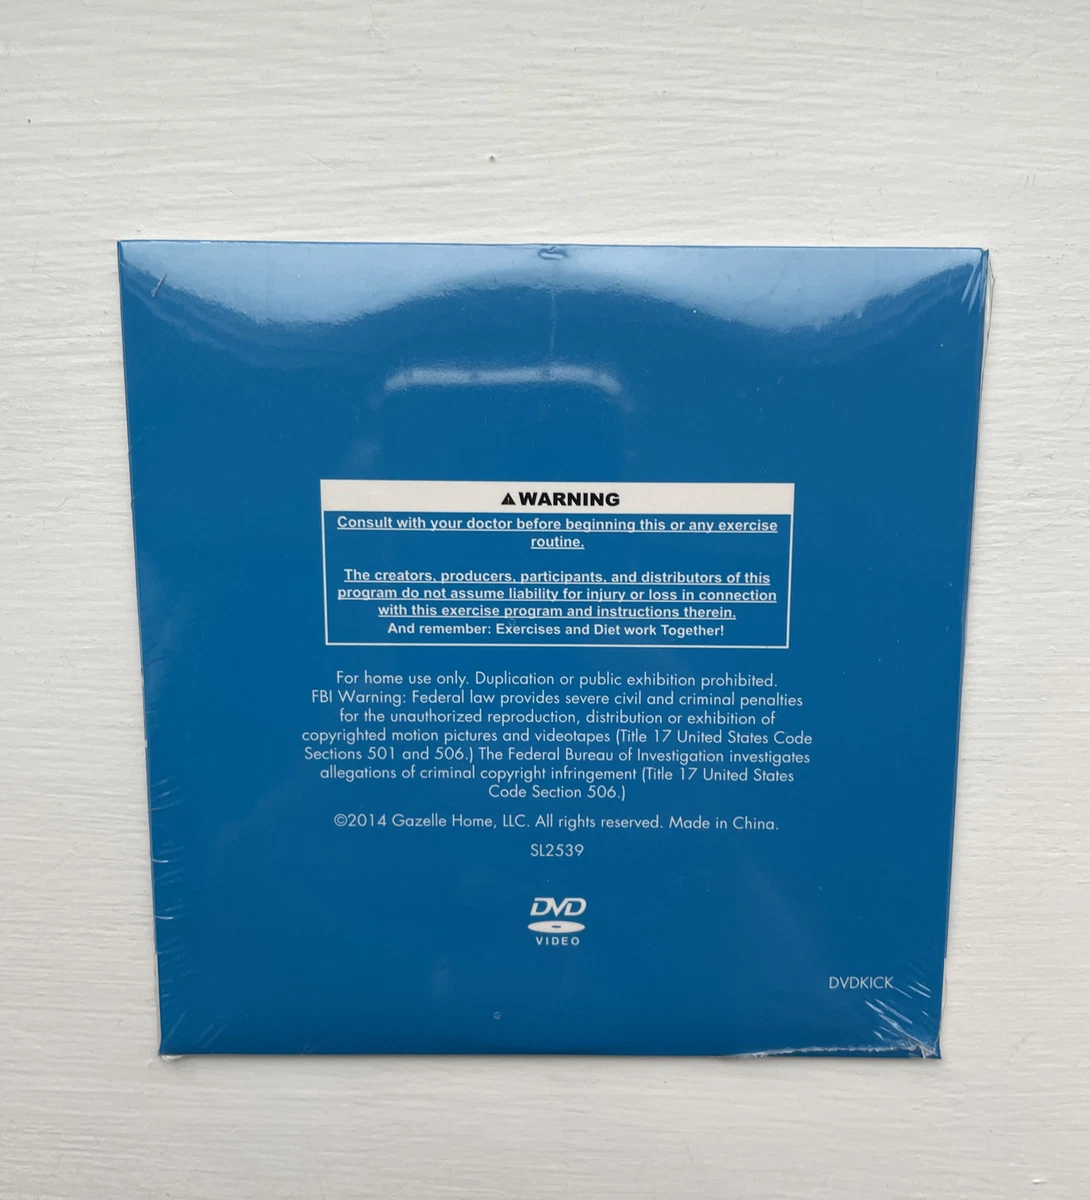 ⚠WARNING
Consult with your doctor before beginning this or any exercise
routine.
The creators, producers, participants, and distributors of this
program do not assume liability for injury or loss in connection
with this exercise program and instructions therein.
And remember: Exercises and Diet work Together!
For home use only. Duplication or public exhibition prohibited.
FBI Warning: Federal law provides severe civil and criminal penalties
for the unauthorized reproduction, distribution or exhibition of
copyrighted motion pictures and videotapes (Title 17 United States Code
Sections 501 and 506.) The Federal Bureau of Investigation investigates
allegations of criminal copyright infringement (Title 17 United States
Code Section 506.)
©2014 Gazelle Home, LLC. All rights reserved. Made in China.
SL2539
DVD
VIDEO
DVDKICK